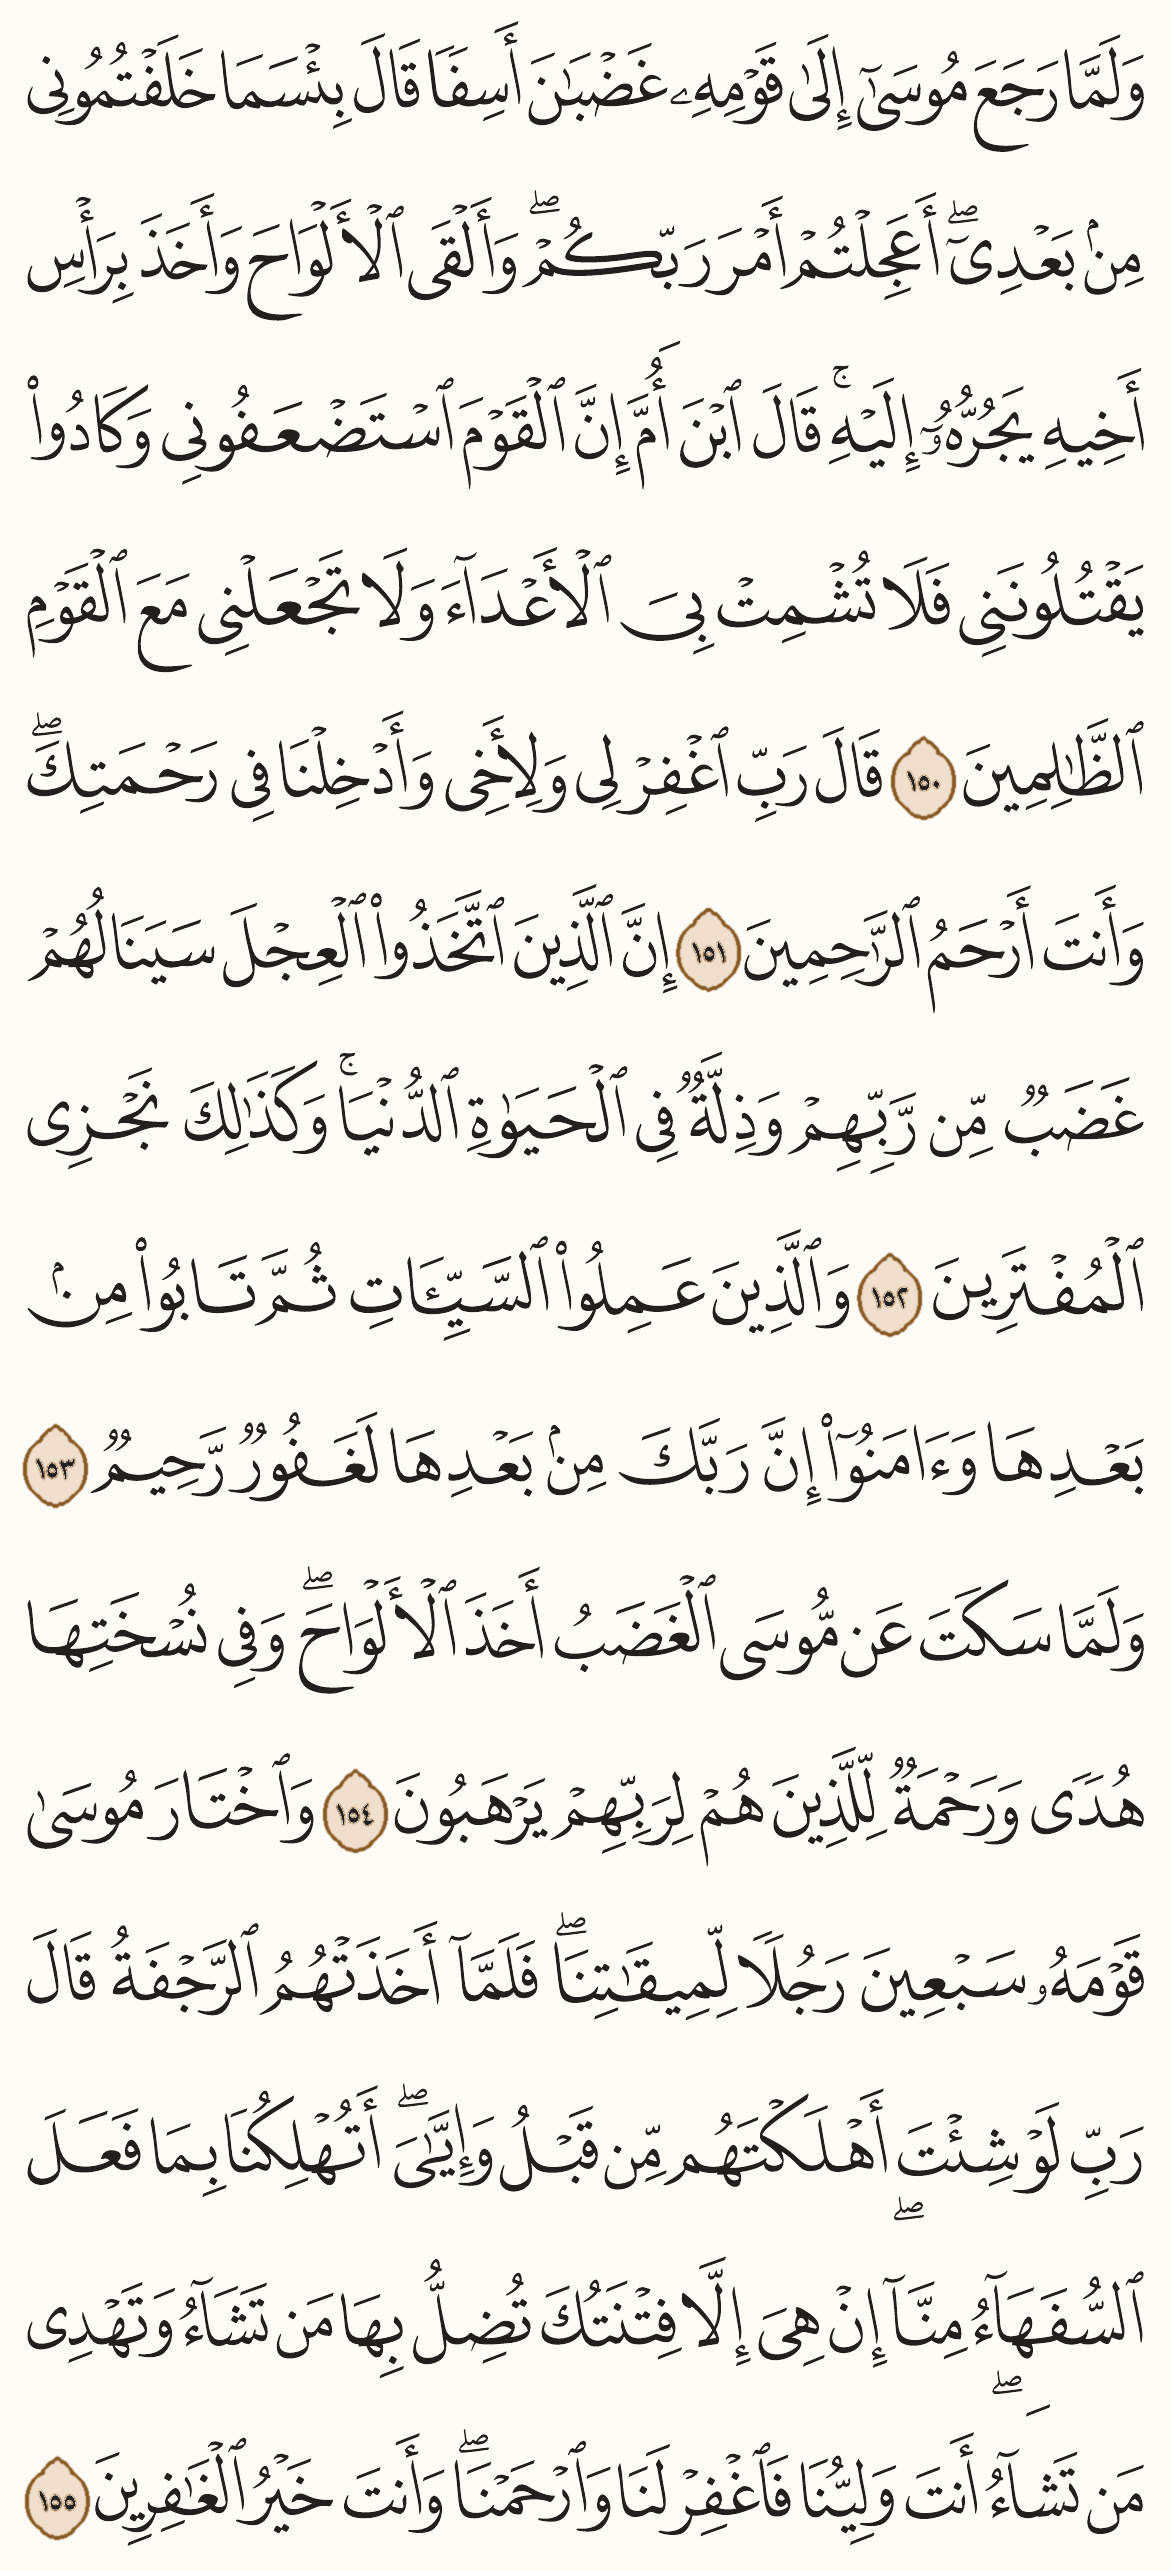 وَلَمَّا رَجَعَ مُوسَىٰٓ إِلَىٰ قَوْمِهِۦ غَضْبَٰنَ أَسِفًا قَالَ بِئْسَمَا خَلَفْتُمُونِى
مِنۢ بَعْدِىٓ ۖ أَعَجِلْتُمْ أَمْرَ رَبِّكُمْ ۖ وَأَلْقَى ٱلْأَلْوَاحَ وَأَخَذَ بِرَأْسِ
أَخِيهِ يَجُرُّهُۥٓ إِلَيْهِ ۚ قَالَ ٱبْنَ أُمَّ إِنَّ ٱلْقَوْمَ ٱسْتَضْعَفُونِى وَكَادُوا۟
يَقْتُلُونَنِى فَلَا تُشْمِتْ بِىَ ٱلْأَعْدَآءَ وَلَا تَجْعَلْنِى مَعَ ٱلْقَوْمِ
ٱلظَّٰلِمِينَ ١٥٠ قَالَ رَبِّ ٱغْفِرْ لِى وَلِأَخِى وَأَدْخِلْنَا فِى رَحْمَتِكَ ۖ
وَأَنتَ أَرْحَمُ ٱلرَّٰحِمِينَ ١٥١ إِنَّ ٱلَّذِينَ ٱتَّخَذُوا۟ ٱلْعِجْلَ سَيَنَالُهُمْ
غَضَبٌ مِّن رَّبِّهِمْ وَذِلَّةٌ فِى ٱلْحَيَوٰةِ ٱلدُّنْيَا ۚ وَكَذَٰلِكَ نَجْزِى
ٱلْمُفْتَرِينَ ١٥٢ وَٱلَّذِينَ عَمِلُوا۟ ٱلسَّيِّـَٔاتِ ثُمَّ تَابُوا۟ مِنۢ
بَعْدِهَا وَءَامَنُوٓا۟ إِنَّ رَبَّكَ مِنۢ بَعْدِهَا لَغَفُورٌ رَّحِيمٌ ١٥٣
وَلَمَّا سَكَتَ عَن مُّوسَى ٱلْغَضَبُ أَخَذَ ٱلْأَلْوَاحَ ۖ وَفِى نُسْخَتِهَا
هُدًى وَرَحْمَةٌ لِّلَّذِينَ هُمْ لِرَبِّهِمْ يَرْهَبُونَ ١٥٤ وَٱخْتَارَ مُوسَىٰ
قَوْمَهُۥ سَبْعِينَ رَجُلًا لِّمِيقَٰتِنَا ۖ فَلَمَّآ أَخَذَتْهُمُ ٱلرَّجْفَةُ قَالَ
رَبِّ لَوْ شِئْتَ أَهْلَكْتَهُم مِّن قَبْلُ وَإِيَّٰىَ ۖ أَتُهْلِكُنَا بِمَا فَعَلَ
ٱلسُّفَهَآءُ مِنَّآ ۖ إِنْ هِىَ إِلَّا فِتْنَتُكَ تُضِلُّ بِهَا مَن تَشَآءُ وَتَهْدِى
مَن تَشَآءُ ۖ أَنتَ وَلِيُّنَا فَٱغْفِرْ لَنَا وَٱرْحَمْنَا ۖ وَأَنتَ خَيْرُ ٱلْغَٰفِرِينَ ١٥٥